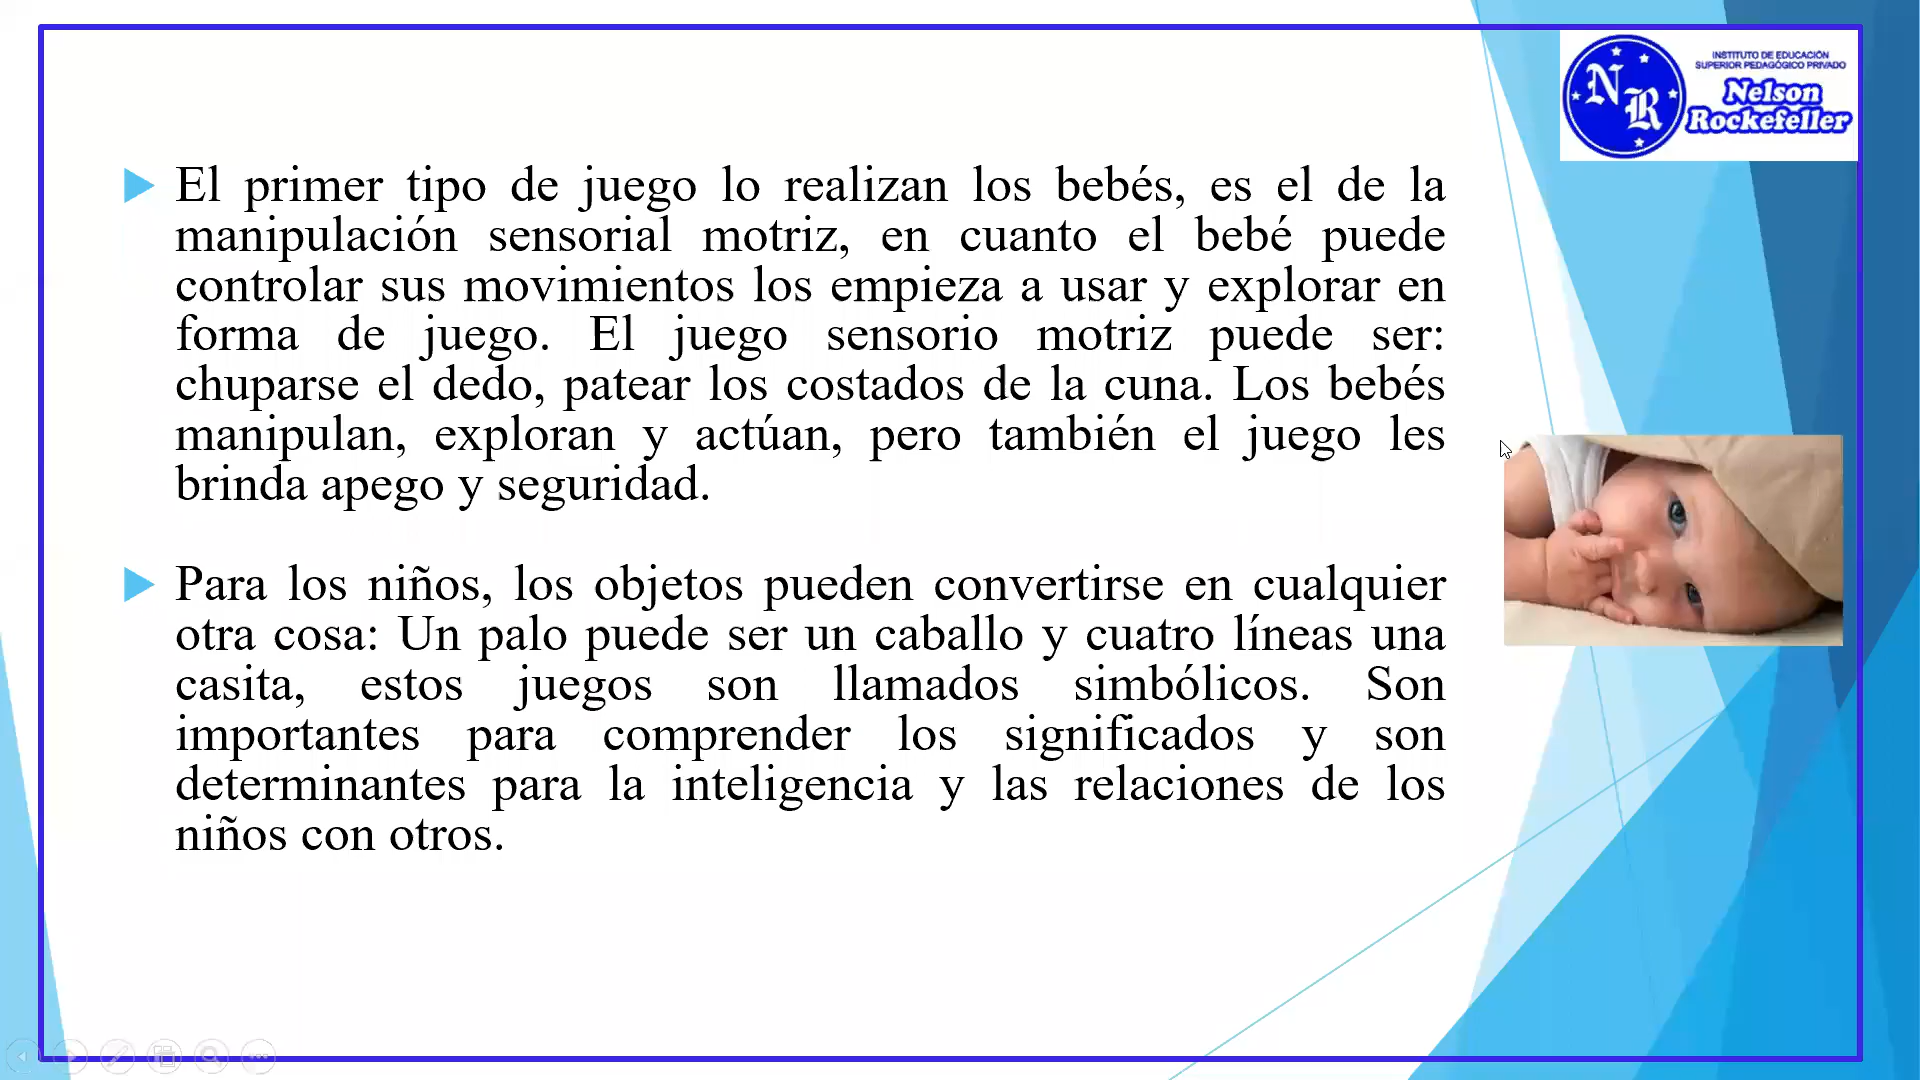 INSTITUTO DE EDUCACIÓN
SUPERIOR PEDAGÓGICO PRIVADO
Nelson
Rockefeller
NR
El primer tipo de juego lo realizan los bebés, es el de la
manipulación sensorial motriz, en cuanto el bebé puede
controlar sus movimientos los empieza a usar y explorar en
forma de juego. El juego sensorio motriz puede ser:
chuparse el dedo, patear los costados de la cuna. Los bebés
manipulan, exploran y actúan, pero también el juego les
brinda apego y seguridad.
Para los niños, los objetos pueden convertirse en cualquier
otra cosa: Un palo puede ser un caballo y cuatro líneas una
casita, estos juegos son llamados simbólicos. Son
importantes para comprender los significados y son
determinantes para la inteligencia y las relaciones de los
niños con otros.